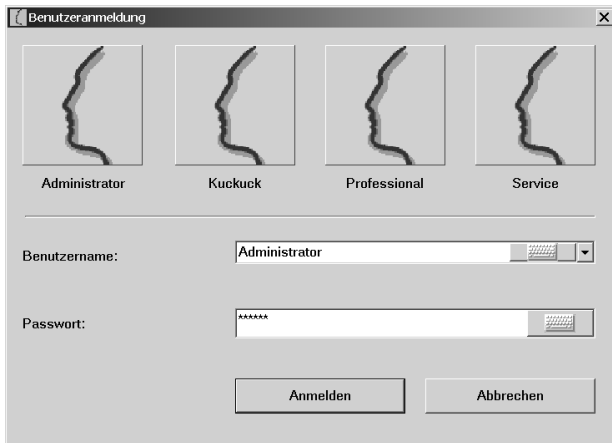 Benutzeranmeldung
Administrator Kuckuck Professional Service
Benutzername: Administrator
Passwort: ******
Anmelden Abbrechen